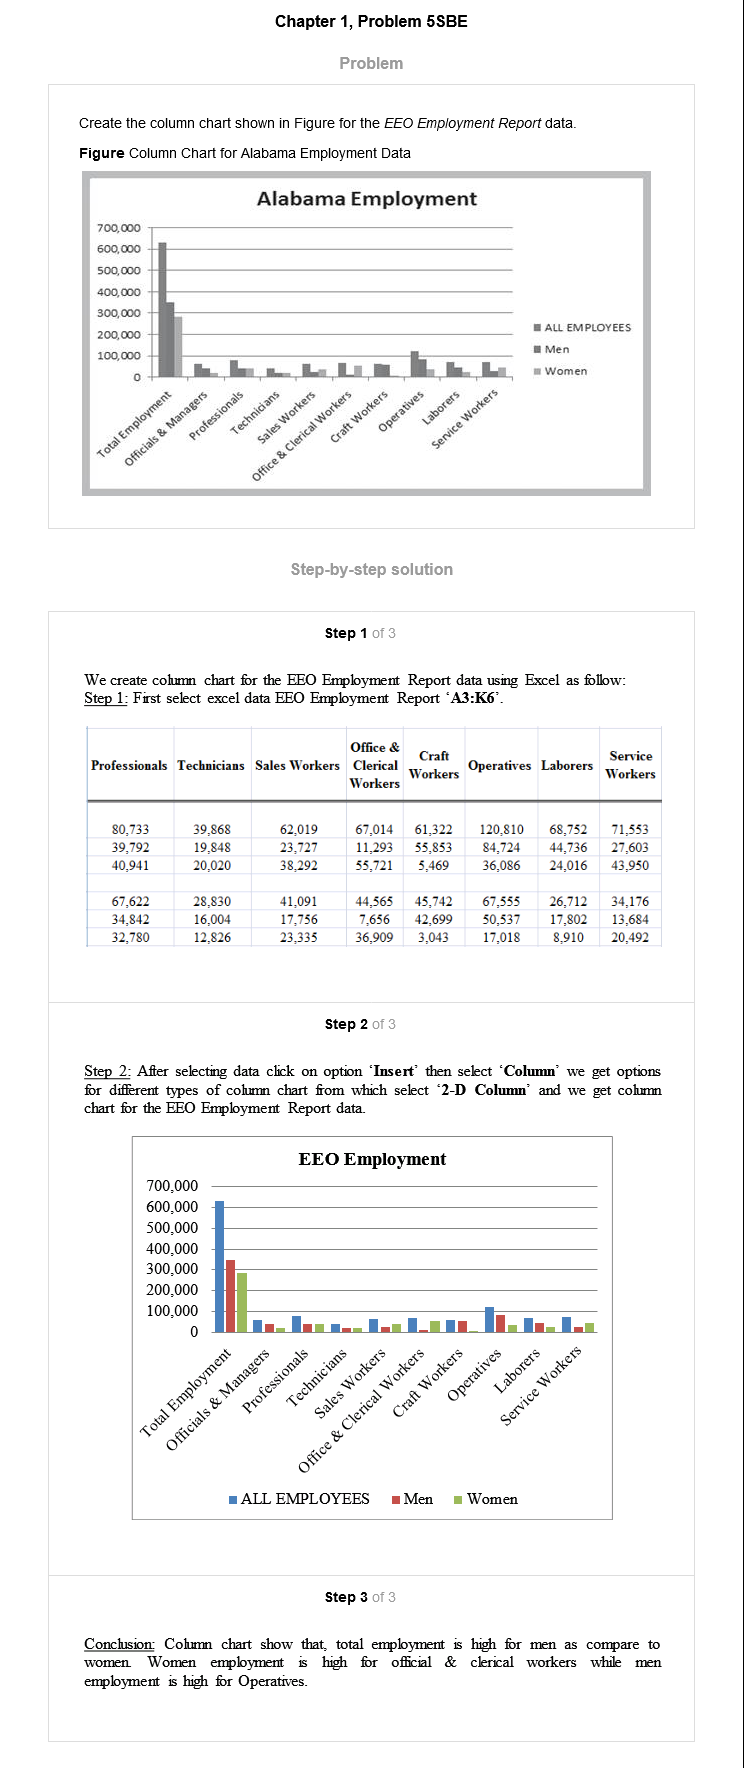 Chapter 1, Problem 5SBE
Problem
Create the column chart shown in Figure for the EEO Employment Report data.
Figure Column Chart for Alabama Employment Data
Alabama Employment
700,000
600,000
500,000
400,000
300,000
200,000
100,000
0
Total Employment
Officials & Managers
Professionals
Technicians
Sales Workers
Office & Clerical Workers
Craft Workers
Operatives
Laborers
Service Workers
ALL EMPLOYEES
Men
Women
Step-by-step solution
Step 1 of 3
We create column chart for the EEO Employment Report data using Excel as follow:
Step 1: First select excel data EEO Employment Report ‘A3:K6’.
Professionals Technicians Sales Workers Office & Clerical Workers Craft Workers Operatives Laborers Service Workers
80,733 39,868 62,019 67,014 61,322 120,810 68,752 71,553
39,792 19,848 23,727 11,293 55,853 84,724 44,736 27,603
40,941 20,020 38,292 55,721 5,469 36,086 24,016 43,950
67,622 28,830 41,091 44,565 45,742 67,555 26,712 34,176
34,842 16,004 17,756 7,656 42,699 50,537 17,802 13,684
32,780 12,826 23,335 36,909 3,043 17,018 8,910 20,492
Step 2 of 3
Step 2: After selecting data click on option ‘Insert’ then select ‘Column’ we get options
for different types of column chart from which select ‘2-D Column’ and we get column
chart for the EEO Employment Report data.
EEO Employment
700,000
600,000
500,000
400,000
300,000
200,000
100,000
0
Total Employment
Officials & Managers
Professionals
Technicians
Sales Workers
Office & Clerical Workers
Craft Workers
Operatives
Laborers
Service Workers
ALL EMPLOYEES Men Women
Step 3 of 3
Conclusion: Column chart show that, total employment is high for men as compare to
women. Women employment is high for official & clerical workers while men
employment is high for Operatives.